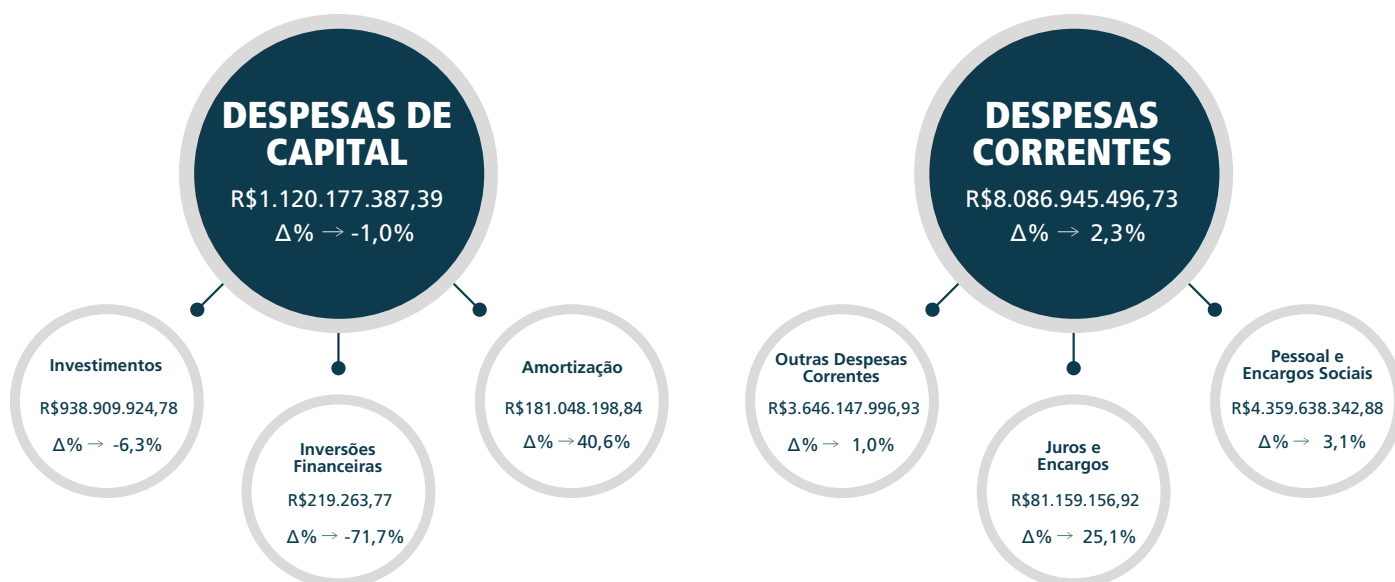 DESPESAS DE
CAPITAL
R$1.120.177.387,39
Δ% → -1,0%
Investimentos
R$938.909.924,78
Δ% → -6,3%
Inversões
Financeiras
R$219.263,77
Δ% → -71,7%
Amortização
R$181.048.198,84
Δ% → 40,6%
DESPESAS
CORRENTES
R$8.086.945.496,73
Δ% → 2,3%
Outras Despesas
Correntes
R$3.646.147.996,93
Δ% → 1,0%
Juros e
Encargos
R$81.159.156,92
Δ% → 25,1%
Pessoal e
Encargos Sociais
R$4.359.638.342,88
Δ% → 3,1%